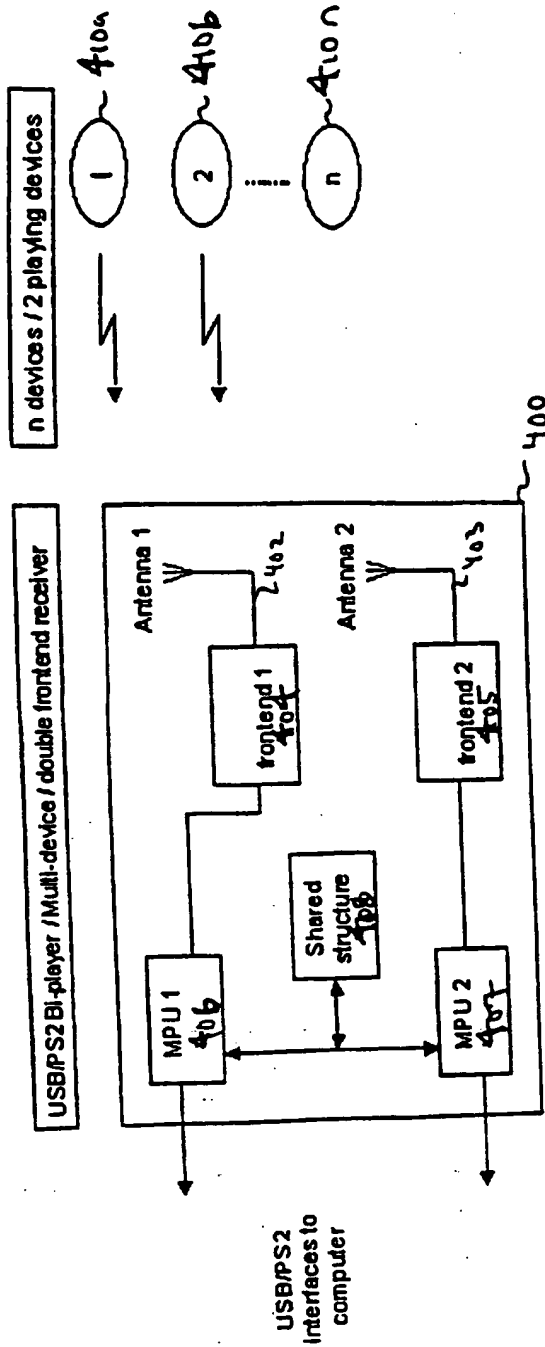 USB/PS2 Bi-player / Multi-device / double frontend receiver
n devices / 2 playing devices
Antenna 1
402
frontend 1
404
MPU 1
406
Shared
structure
408
Antenna 2
403
frontend 2
405
MPU 2
407
400
USB/PS2
Interfaces to
computer
1
410a
2
410b
n
410n